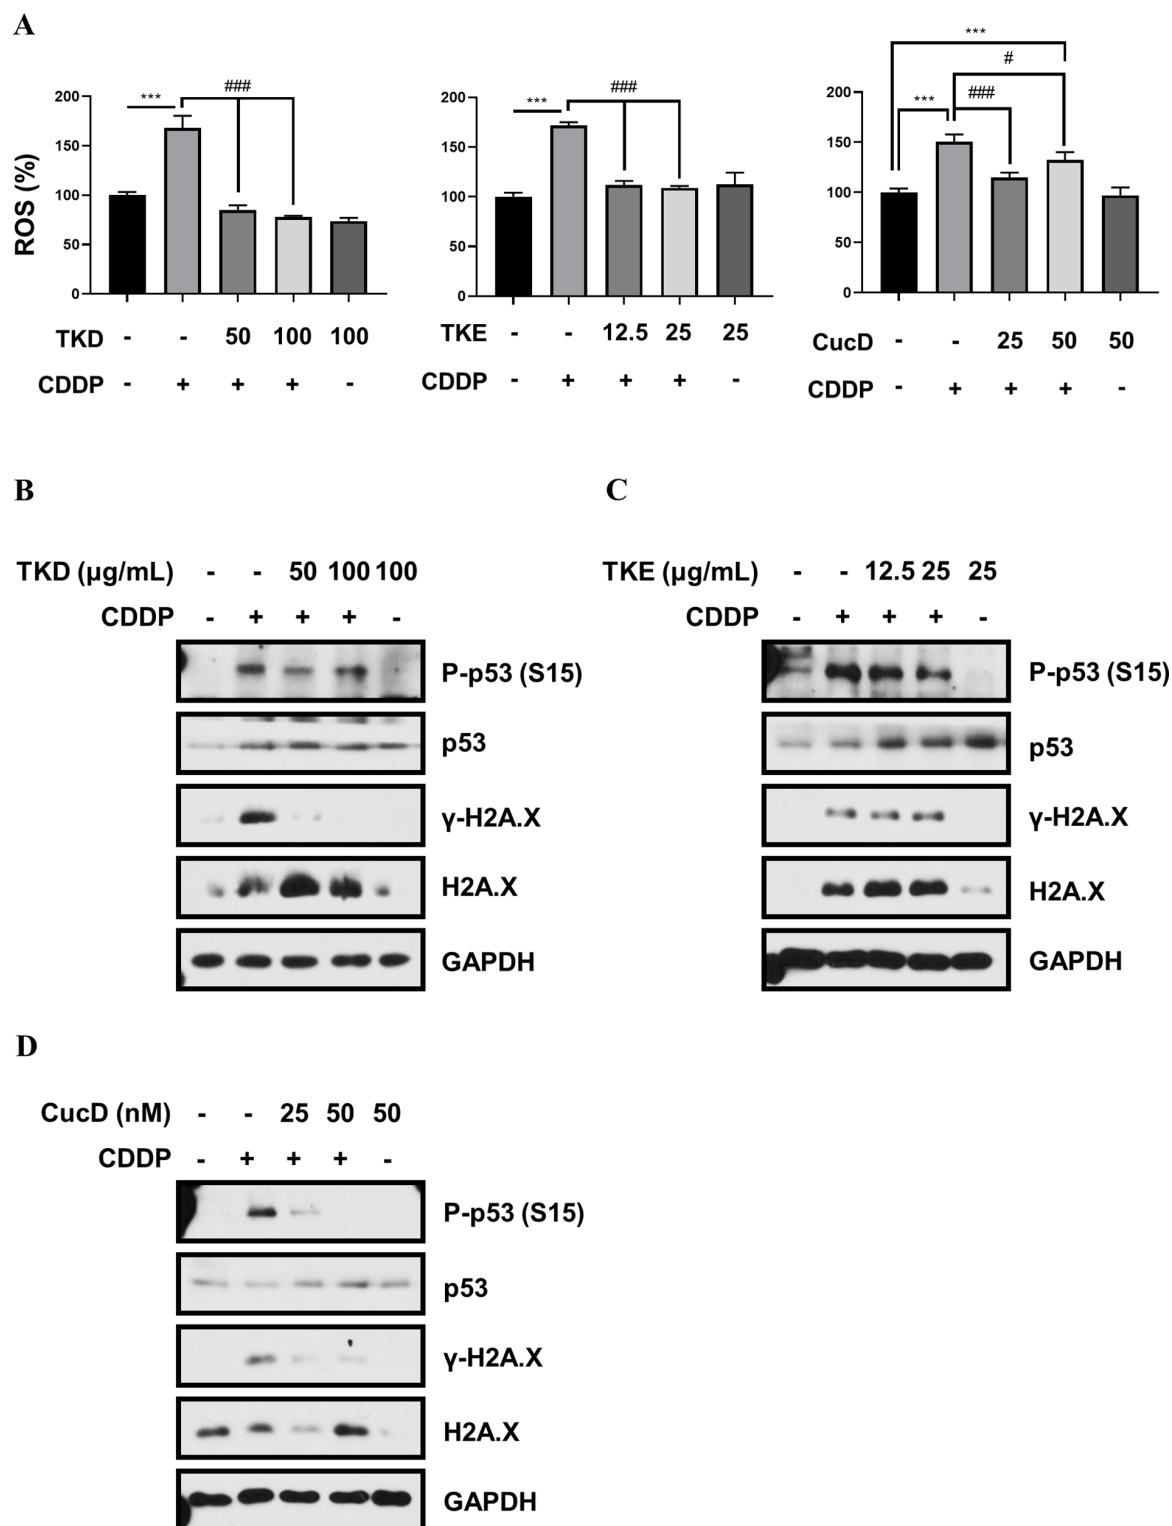 A
ROS (%)
*** ###
200
150
100
50
0
TKD - - 50 100 100
CDDP - + + + -
*** ###
200
150
100
50
0
TKE - - 12.5 25 25
CDDP - + + + -
***
#
*** ###
200
150
100
50
0
CucD - - 25 50 50
CDDP - + + + -
B
TKD (μg/mL) - - 50 100 100
CDDP - + + + -
P-p53 (S15)
p53
γ-H2A.X
H2A.X
GAPDH
C
TKE (μg/mL) - - 12.5 25 25
CDDP - + + + -
P-p53 (S15)
p53
γ-H2A.X
H2A.X
GAPDH
D
CucD (nM) - - 25 50 50
CDDP - + + + -
P-p53 (S15)
p53
γ-H2A.X
H2A.X
GAPDH